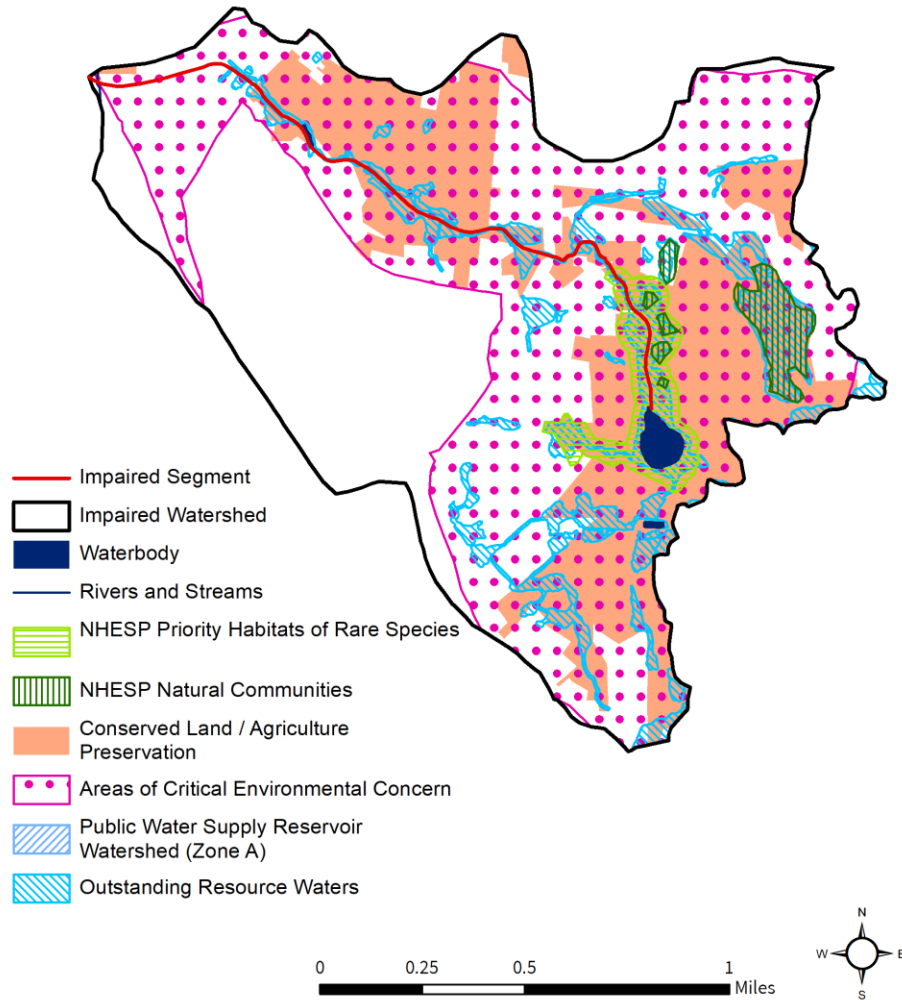 Impaired Segment
Impaired Watershed
Waterbody
Rivers and Streams
NHESP Priority Habitats of Rare Species
NHESP Natural Communities
Conserved Land / Agriculture
Preservation
Areas of Critical Environmental Concern
Public Water Supply Reservoir
Watershed (Zone A)
Outstanding Resource Waters
N
W E
S
0 0.25 0.5 1
Miles